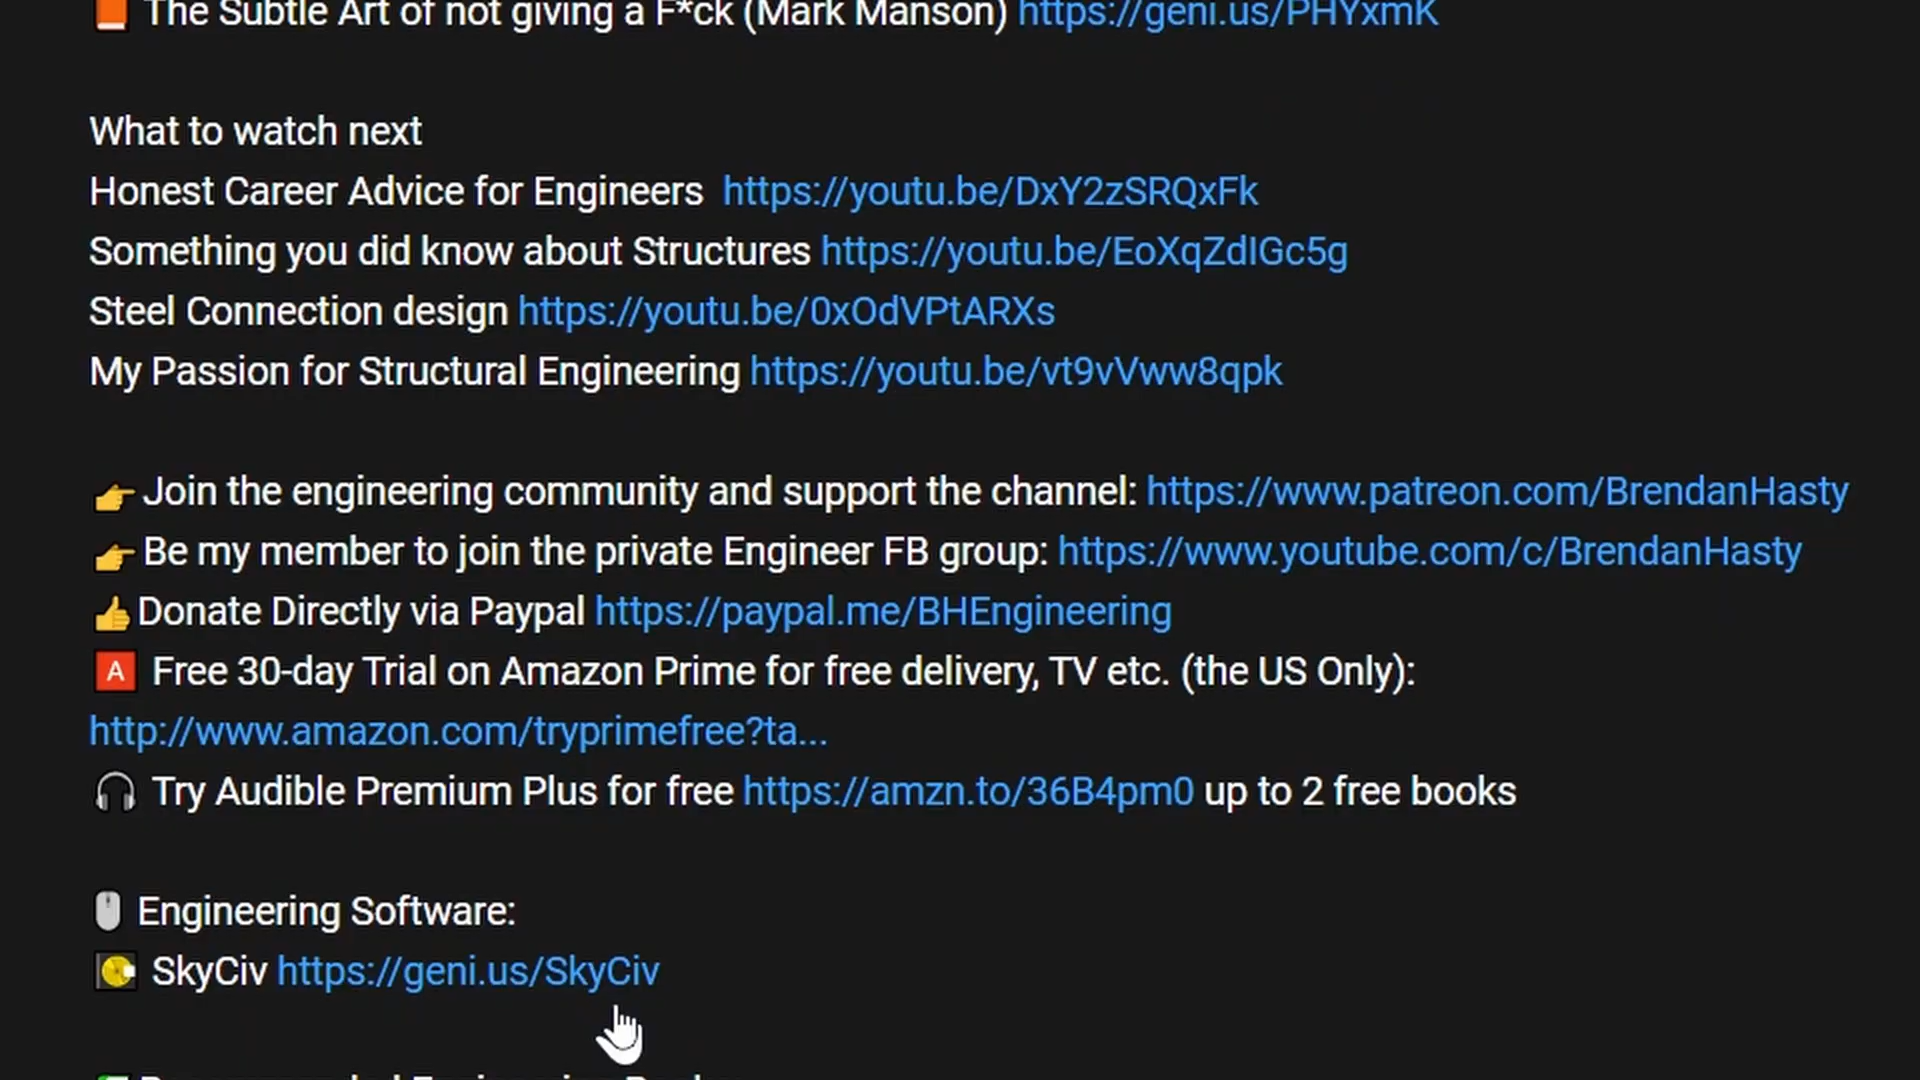 The Subtle Art of not giving a F*ck (Mark Manson) https://geni.us/PHYxmK
What to watch next
Honest Career Advice for Engineers https://youtu.be/DxY2zSRQxFk
Something you did know about Structures https://youtu.be/EoXqZdIGc5g
Steel Connection design https://youtu.be/0xOdVPtARXs
My Passion for Structural Engineering https://youtu.be/vt9vVww8qpk
👉Join the engineering community and support the channel: https://www.patreon.com/BrendanHasty
👉Be my member to join the private Engineer FB group: https://www.youtube.com/c/BrendanHasty
👍Donate Directly via Paypal https://paypal.me/BHEngineering
🅰 Free 30-day Trial on Amazon Prime for free delivery, TV etc. (the US Only):
http://www.amazon.com/tryprimefree?ta...
🎧 Try Audible Premium Plus for free https://amzn.to/36B4pm0 up to 2 free books
🖱 Engineering Software:
💽 SkyCiv https://geni.us/SkyCiv